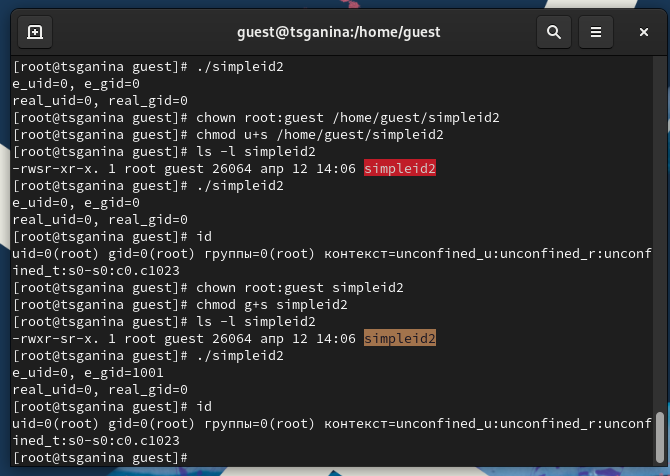 guest@tsganina:/home/guest
[root@tsganina guest]# ./simpleid2
e_uid=0, e_gid=0
real_uid=0, real_gid=0
[root@tsganina guest]# chown root:guest /home/guest/simpleid2
[root@tsganina guest]# chmod u+s /home/guest/simpleid2
[root@tsganina guest]# ls -l simpleid2
-rwsr-xr-x. 1 root guest 26064 апр 12 14:06 simpleid2
[root@tsganina guest]# ./simpleid2
e_uid=0, e_gid=0
real_uid=0, real_gid=0
[root@tsganina guest]# id
uid=0(root) gid=0(root) группы=0(root) контекст=unconfined_u:unconfined_r:unconf
ined_t:s0-s0:c0.c1023
[root@tsganina guest]# chown root:guest simpleid2
[root@tsganina guest]# chmod g+s simpleid2
[root@tsganina guest]# ls -l simpleid2
-rwxr-sr-x. 1 root guest 26064 апр 12 14:06 simpleid2
[root@tsganina guest]# ./simpleid2
e_uid=0, e_gid=1001
real_uid=0, real_gid=0
[root@tsganina guest]# id
uid=0(root) gid=0(root) группы=0(root) контекст=unconfined_u:unconfined_r:unconf
ined_t:s0-s0:c0.c1023
[root@tsganina guest]#